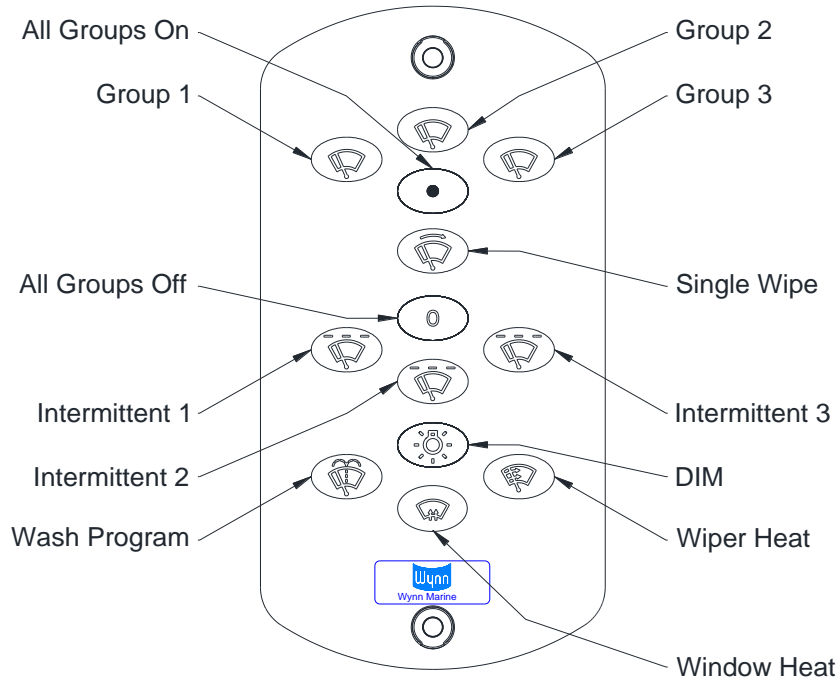 All Groups On
Group 2
Group 1
Group 3
All Groups Off
0
Single Wipe
Intermittent 1
Intermittent 3
Intermittent 2
DIM
Wash Program
Wiper Heat
Wynn
Wynn Marine
Window Heat